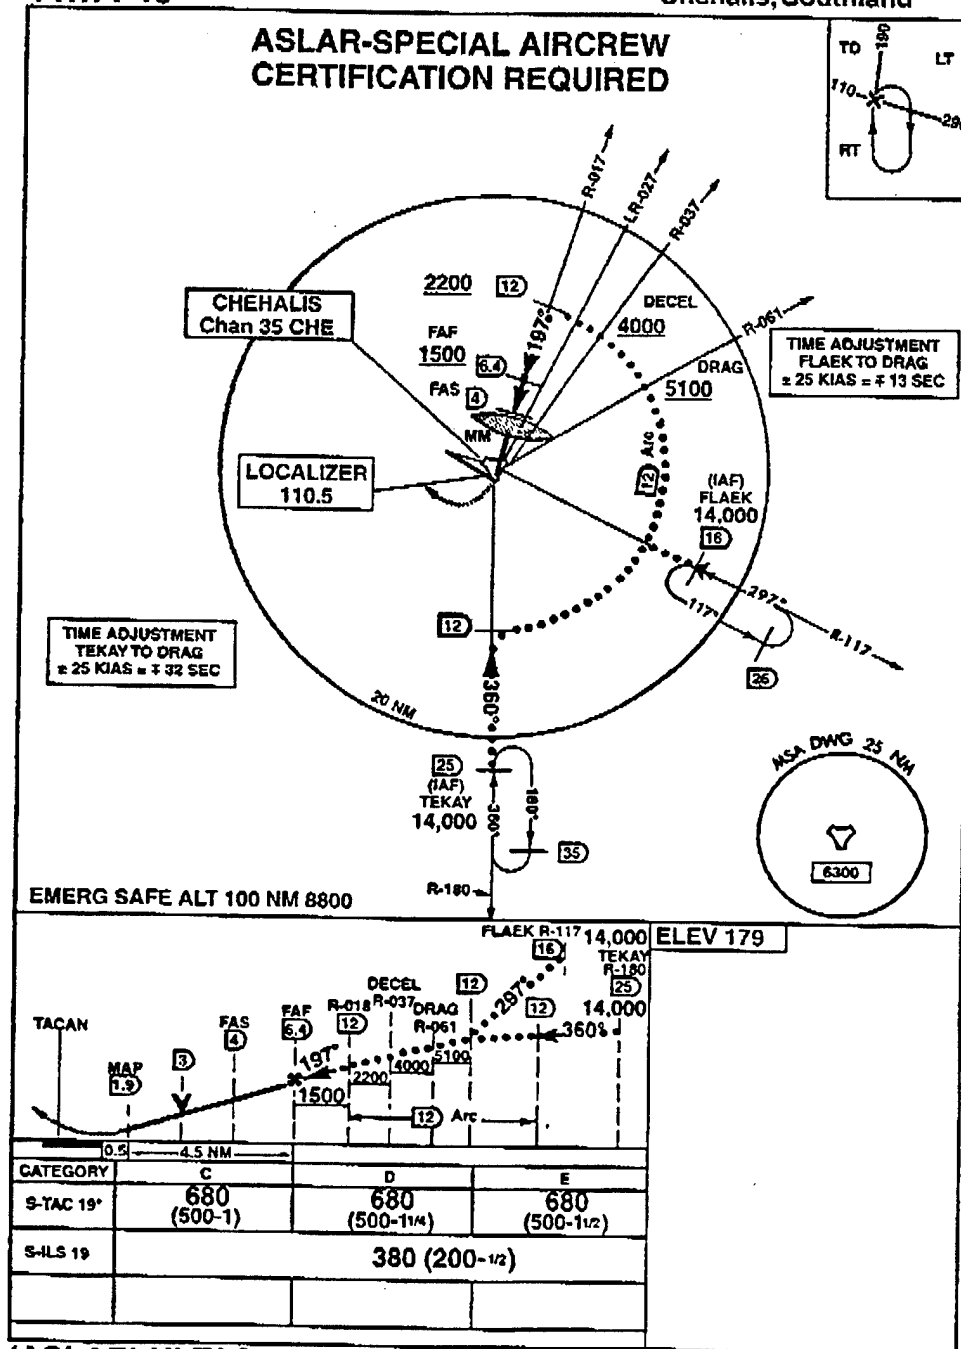 Chehalis, Southland
ASLAR-SPECIAL AIRCREW
CERTIFICATION REQUIRED
TD
190
LT
110
RT
R-017
LR-027
R-037
2200
12
DECEL
4000
R-061
CHEHALIS
Chan 35 CHE
FAF
1500
197°
6.4
DRAG
5100
TIME ADJUSTMENT
FLAEK TO DRAG
± 25 KIAS = ∓ 13 SEC
FAS
4
MM
LOCALIZER
110.5
12 Arc
(IAF)
FLAEK
14,000
16
297°
117°
R-117
26
12
TIME ADJUSTMENT
TEKAY TO DRAG
± 25 KIAS = ∓ 32 SEC
360°
20 NM
25
(IAF)
TEKAY
14,000
360°
180°
35
R-180
MSA DWG 25 NM
6300
EMERG SAFE ALT 100 NM 8800
FLAEK R-117
16
14,000
ELEV 179
TEKAY
R-180
25
14,000
TACAN
MAP
1.9
3
FAS
4
FAF
6.4
R-018
12
DECEL
R-037
DRAG
R-061
12
297°
12
360°
197°
1500
2200
4000
5100
12 Arc
0.5
4.5 NM
CATEGORY C D E
S-TAC 19* 680 680 680
(500-1) (500-11/4) (500-11/2)
S-ILS 19 380 (200-1/2)